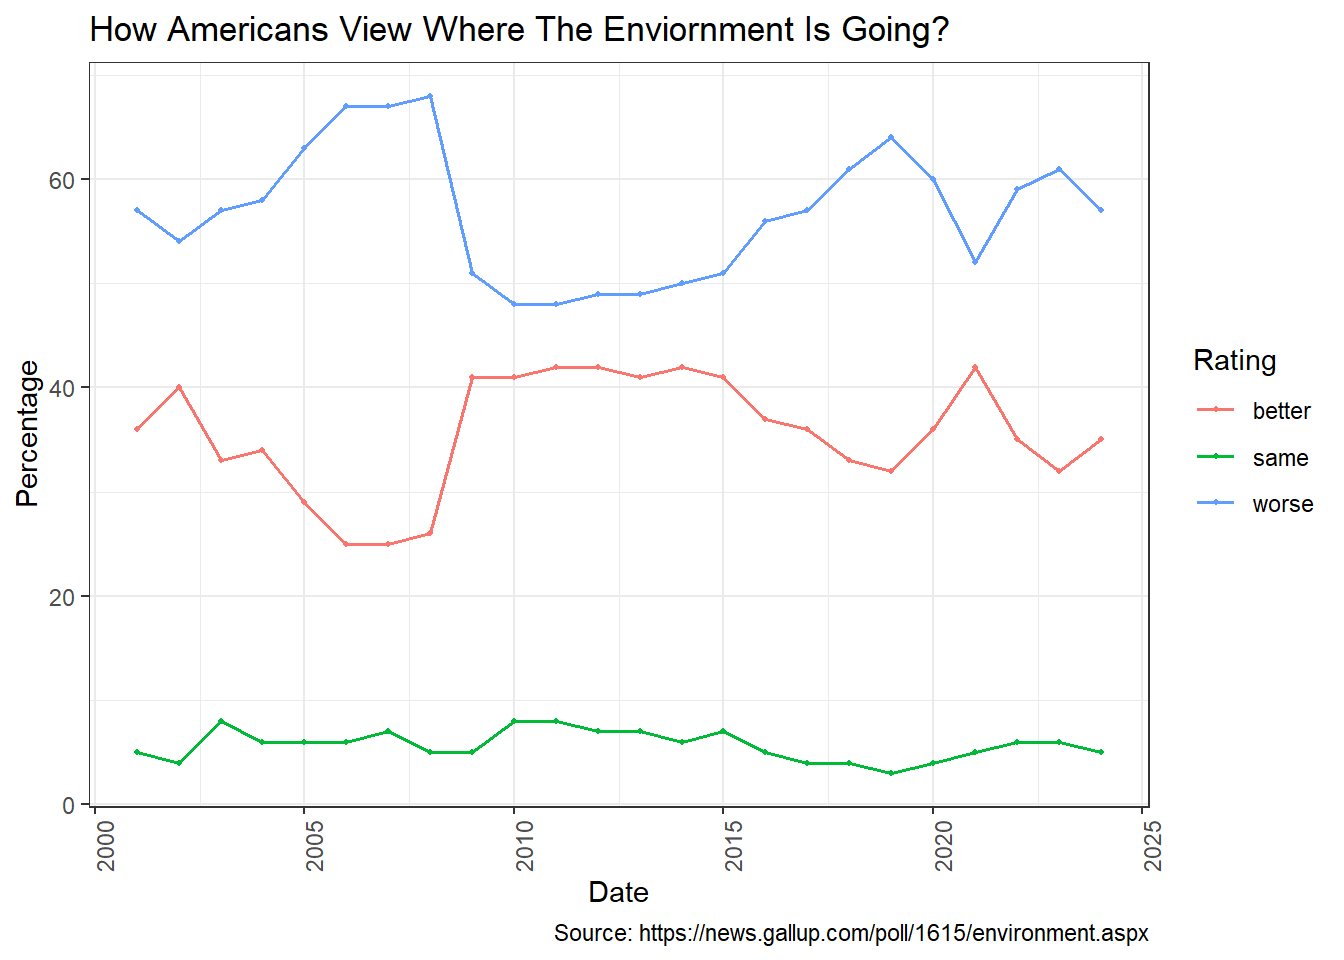 How Americans View Where The Enviornment Is Going?
Percentage
60
40
20
0
2000
2005
2010
2015
2020
2025
Date
Rating
better
same
worse
Source: https://news.gallup.com/poll/1615/environment.aspx